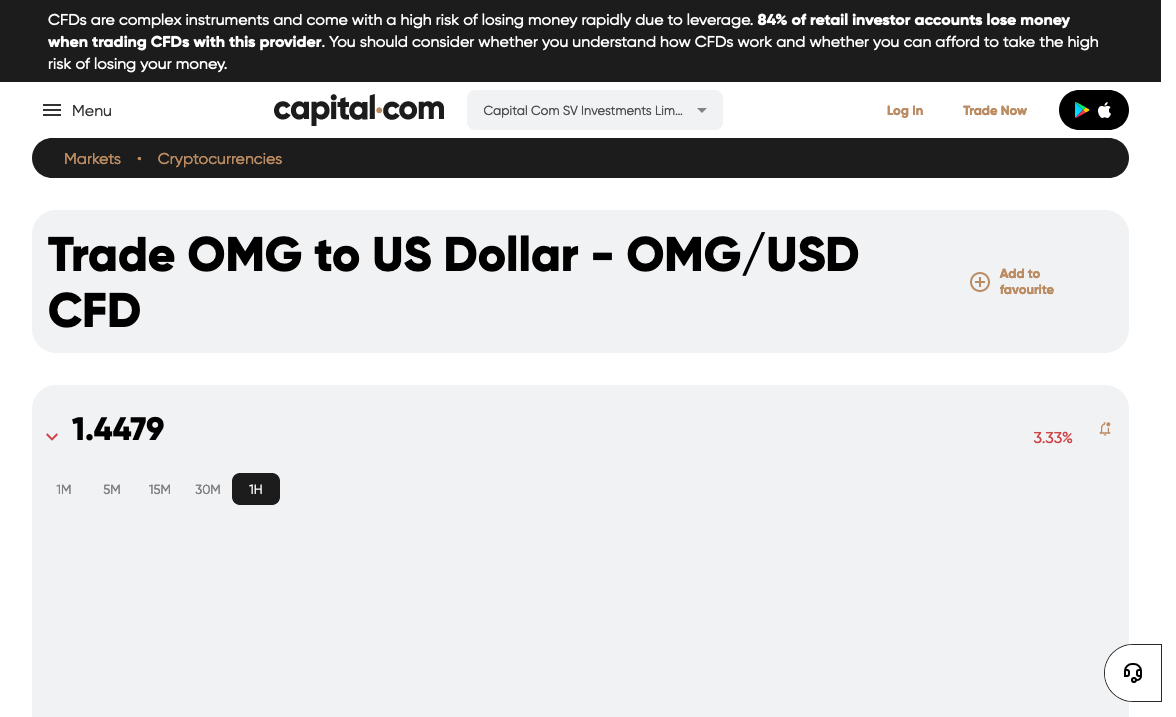 CFDs are complex instruments and come with a high risk of losing money rapidly due to leverage. 84% of retail investor accounts lose money
when trading CFDs with this provider. You should consider whether you understand how CFDs work and whether you can afford to take the high
risk of losing your money.
Menu
capital.com
Capital Com SV Investments Lim...
Log In
Trade Now
Markets • Cryptocurrencies
Trade OMG to US Dollar - OMG/USD
CFD
Add to
favourite
1.4479
3.33%
1M 5M 15M 30M 1H